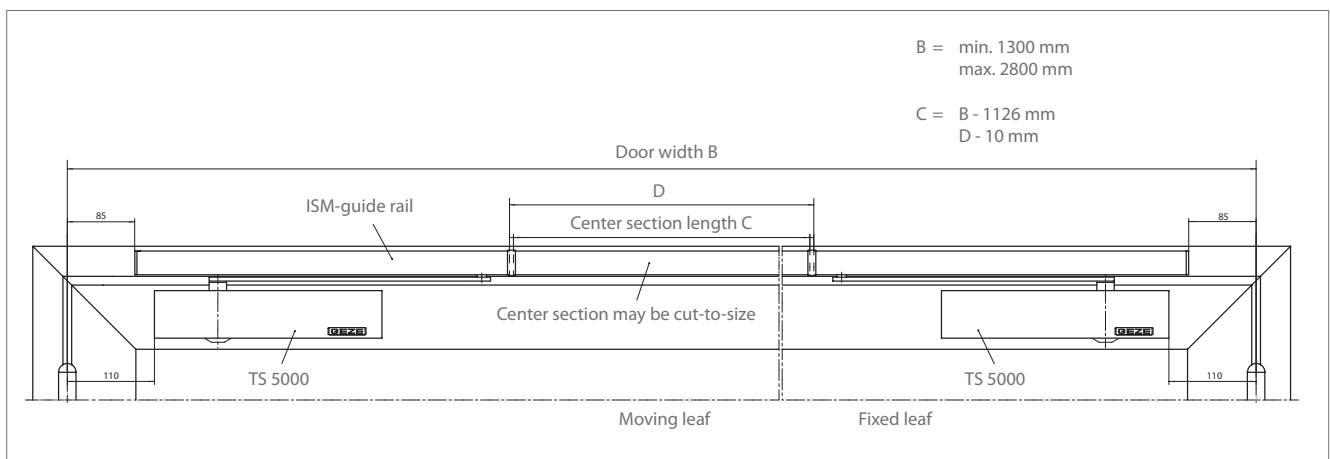 B = min. 1300 mm
max. 2800 mm
C = B - 1126 mm
D - 10 mm
Door width B
D
85
ISM-guide rail
Center section length C
85
Center section may be cut-to-size
GEZE
GEZE
110
TS 5000
TS 5000
110
Moving leaf
Fixed leaf